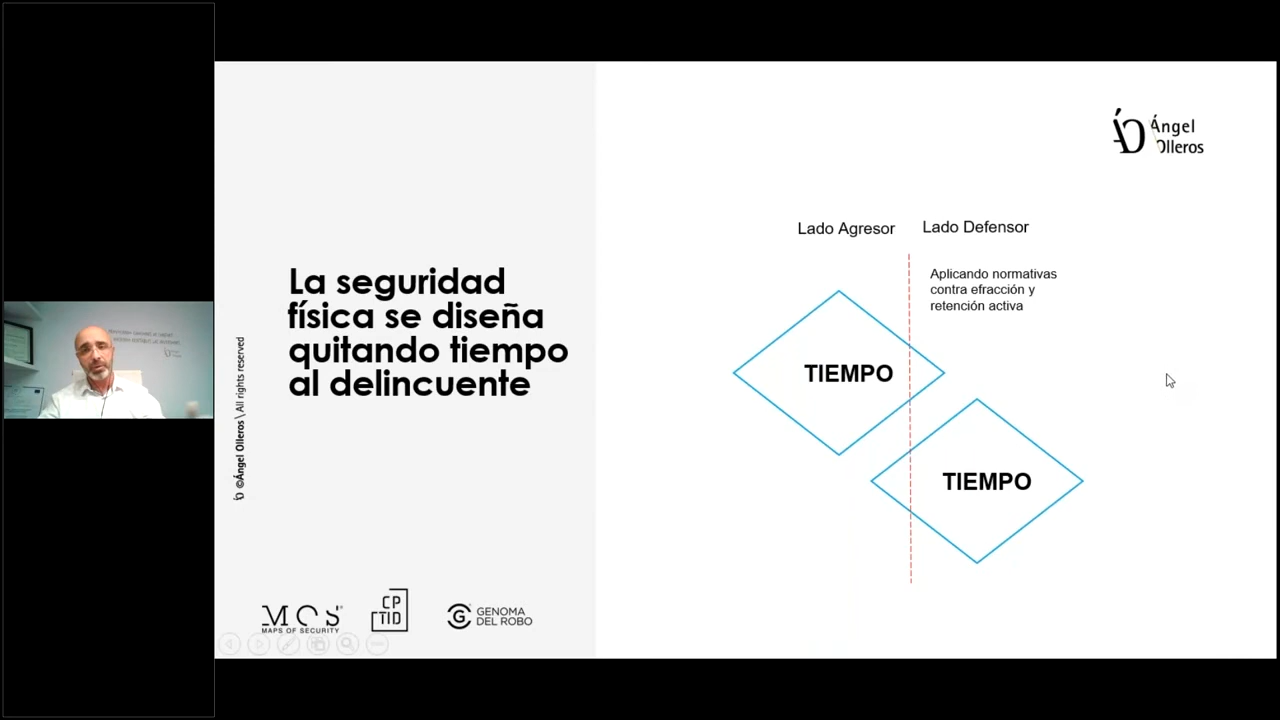 La seguridad
física se diseña
quitando tiempo
al delincuente
©Ángel Olleros \ All rights reserved
MOS
MAPS OF SECURITY
CP
TID
GENOMA
DEL ROBO
Ángel
Olleros
Lado Agresor
Lado Defensor
Aplicando normativas
contra efracción y
retención activa
TIEMPO
TIEMPO